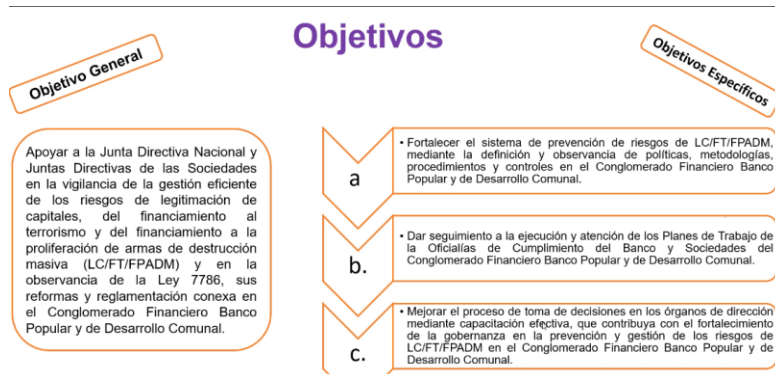 Objetivos
Objetivo General
Apoyar a la Junta Directiva Nacional y
Juntas Directivas de las Sociedades
en la vigilancia de la gestión eficiente
de los riesgos de legitimación de
capitales, del financiamiento al
terrorismo y del financiamiento a la
proliferación de armas de destrucción
masiva (LC/FT/FPADM) y en la
observancia de la Ley 7786, sus
reformas y reglamentación conexa en
el Conglomerado Financiero Banco
Popular y de Desarrollo Comunal.
Objetivos Específicos
a
• Fortalecer el sistema de prevención de riesgos de LC/FT/FPADM,
mediante la definición y observancia de políticas, metodologías,
procedimientos y controles en el Conglomerado Financiero Banco
Popular y de Desarrollo Comunal.
b.
• Dar seguimiento a la ejecución y atención de los Planes de Trabajo de
la Oficialías de Cumplimiento del Banco y Sociedades del
Conglomerado Financiero Banco Popular y de Desarrollo Comunal.
c.
• Mejorar el proceso de toma de decisiones en los órganos de dirección
mediante capacitación efectiva, que contribuya con el fortalecimiento
de la gobernanza en la prevención y gestión de los riesgos de
LC/FT/FPADM en el Conglomerado Financiero Banco Popular y de
Desarrollo Comunal.